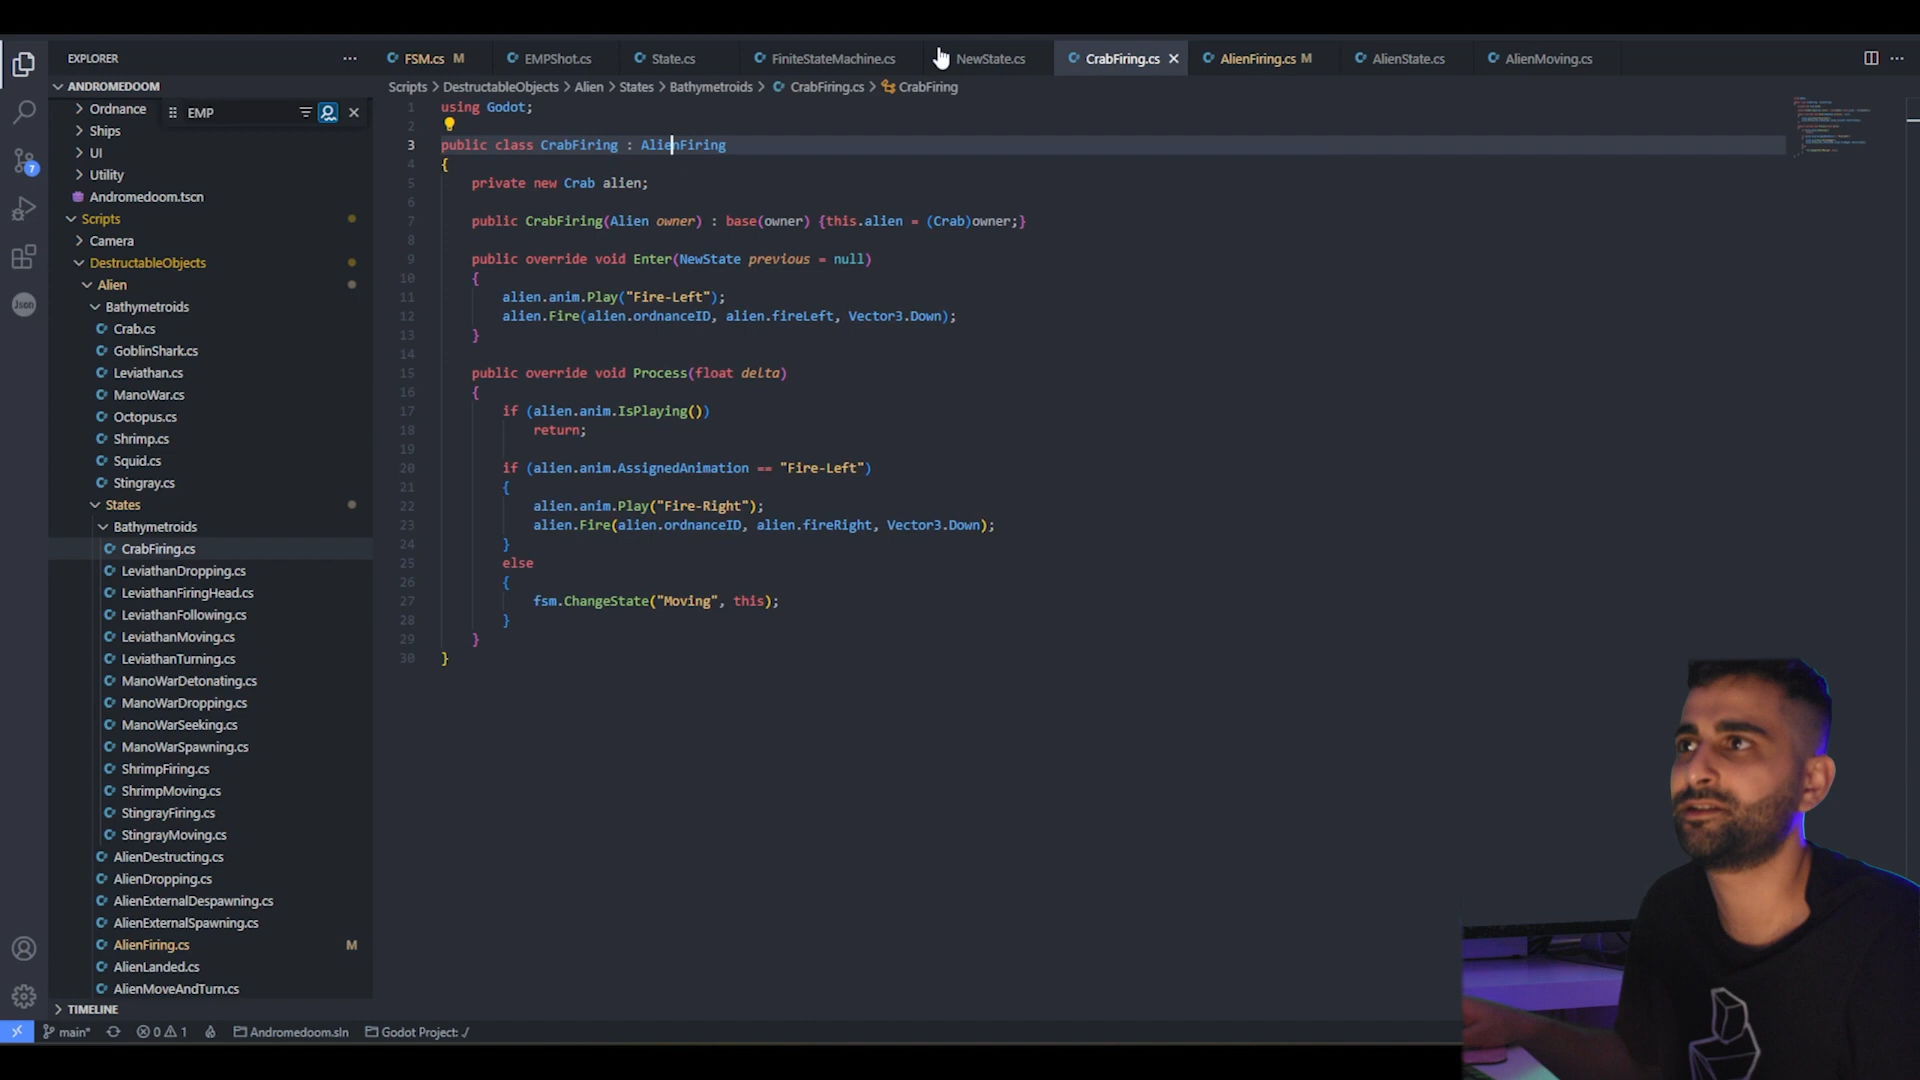 EXPLORER
ANDROMEDOOM
Ordnance
EMP
Ships
UI
Utility
Andromedoom.tscn
Scripts
Camera
DestructableObjects
Alien
Bathymetroids
Crab.cs
GoblinShark.cs
Leviathan.cs
ManoWar.cs
Octopus.cs
Shrimp.cs
Squid.cs
Stingray.cs
States
Bathymetroids
CrabFiring.cs
LeviathanDropping.cs
LeviathanFiringHead.cs
LeviathanFollowing.cs
LeviathanMoving.cs
LeviathanTurning.cs
ManoWarDetonating.cs
ManoWarDropping.cs
ManoWarSeeking.cs
ManoWarSpawning.cs
ShrimpFiring.cs
ShrimpMoving.cs
StingrayFiring.cs
StingrayMoving.cs
AlienDestructing.cs
AlienDropping.cs
AlienExternalDespawning.cs
AlienExternalSpawning.cs
AlienFiring.cs M
AlienLanded.cs
AlienMoveAndTurn.cs
TIMELINE
7
Json
FSM.cs M EMPShot.cs State.cs FiniteStateMachine.cs NewState.cs CrabFiring.cs AlienFiring.cs M AlienState.cs AlienMoving.cs
Scripts > DestructableObjects > Alien > States > Bathymetroids > CrabFiring.cs > CrabFiring
1 using Godot;
2
3 public class CrabFiring : AlienFiring
4 {
5 private new Crab alien;
6
7 public CrabFiring(Alien owner) : base(owner) {this.alien = (Crab)owner;}
8
9 public override void Enter(NewState previous = null)
10 {
11 alien.anim.Play("Fire-Left");
12 alien.Fire(alien.ordnanceID, alien.fireLeft, Vector3.Down);
13 }
14
15 public override void Process(float delta)
16 {
17 if (alien.anim.IsPlaying())
18 return;
19
20 if (alien.anim.AssignedAnimation == "Fire-Left")
21 {
22 alien.anim.Play("Fire-Right");
23 alien.Fire(alien.ordnanceID, alien.fireRight, Vector3.Down);
24 }
25 else
26 {
27 fsm.ChangeState("Moving", this);
28 }
29 }
30 }
main* 0 1 Andromedoom.sln Godot Project: ✓